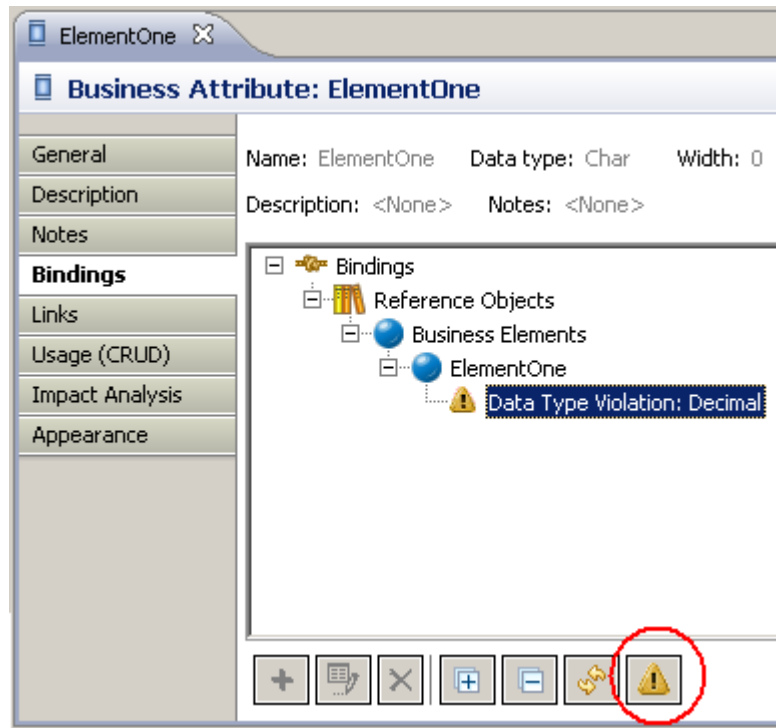 ElementOne
Business Attribute: ElementOne
General
Description
Notes
Bindings
Links
Usage (CRUD)
Impact Analysis
Appearance
Name: ElementOne Data type: Char Width: 0
Description: <None> Notes: <None>
Bindings
Reference Objects
Business Elements
ElementOne
Data Type Violation: Decimal